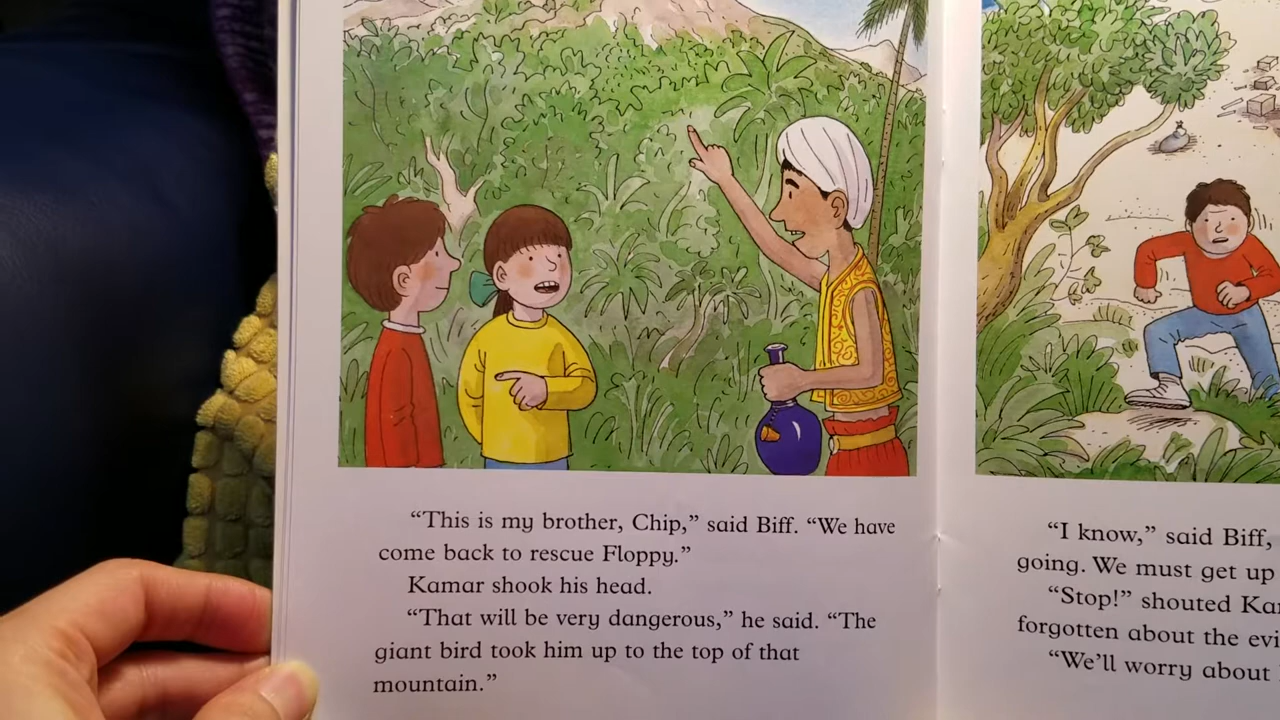 "This is my brother, Chip," said Biff. "We have
come back to rescue Floppy."
Kamar shook his head.
"That will be very dangerous," he said. "The
giant bird took him up to the top of that
mountain."
"I know," said Biff,
going. We must get up
"Stop!" shouted
forgotten about the
"We'll worry about